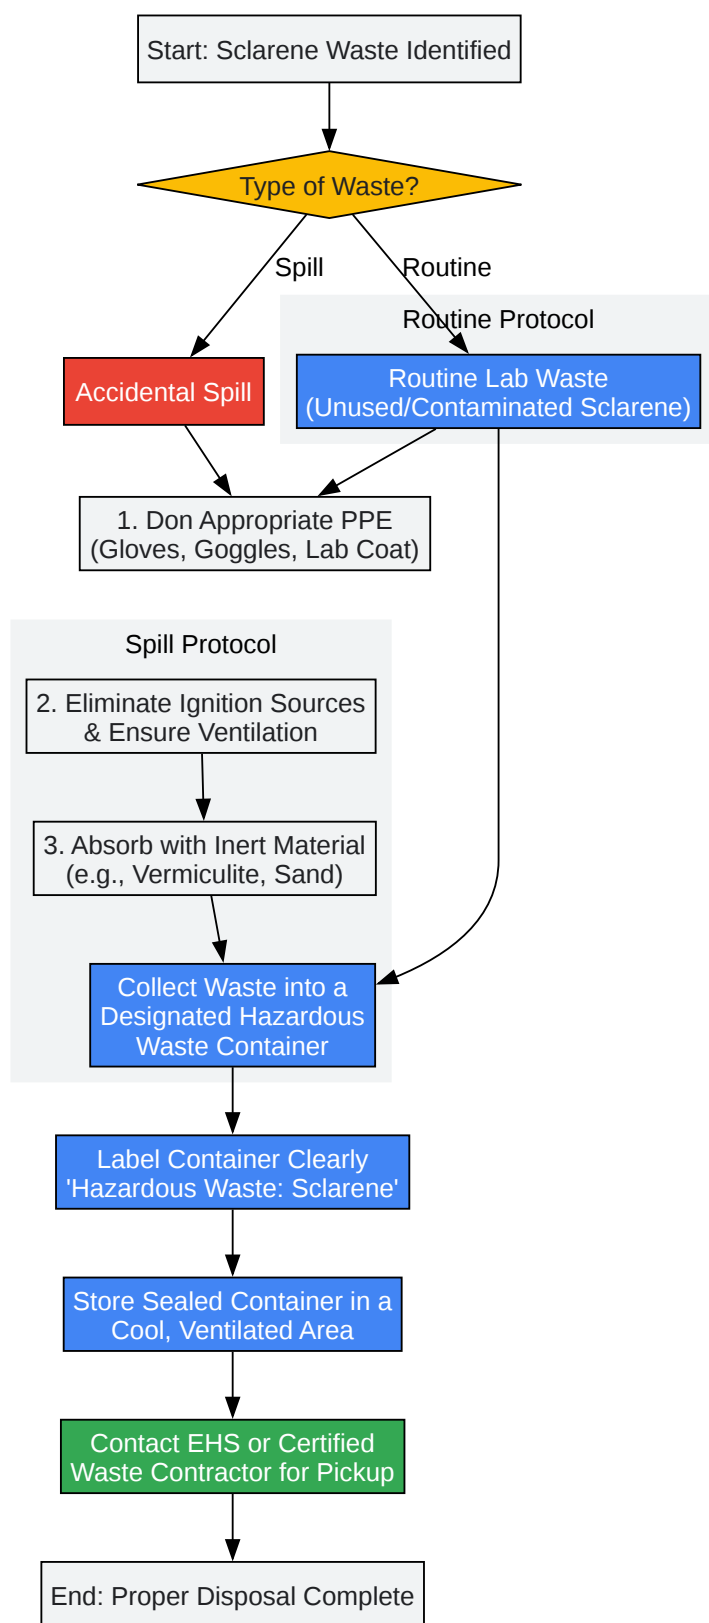 Start: Sclarene Waste Identified
Type of Waste?
Spill
Routine
Routine Protocol
Accidental Spill
Routine Lab Waste
(Unused/Contaminated Sclarene)
1. Don Appropriate PPE
(Gloves, Goggles, Lab Coat)
Spill Protocol
2. Eliminate Ignition Sources
& Ensure Ventilation
3. Absorb with Inert Material
(e.g., Vermiculite, Sand)
Collect Waste into a
Designated Hazardous
Waste Container
Label Container Clearly
'Hazardous Waste: Sclarene'
Store Sealed Container in a
Cool, Ventilated Area
Contact EHS or Certified
Waste Contractor for Pickup
End: Proper Disposal Complete